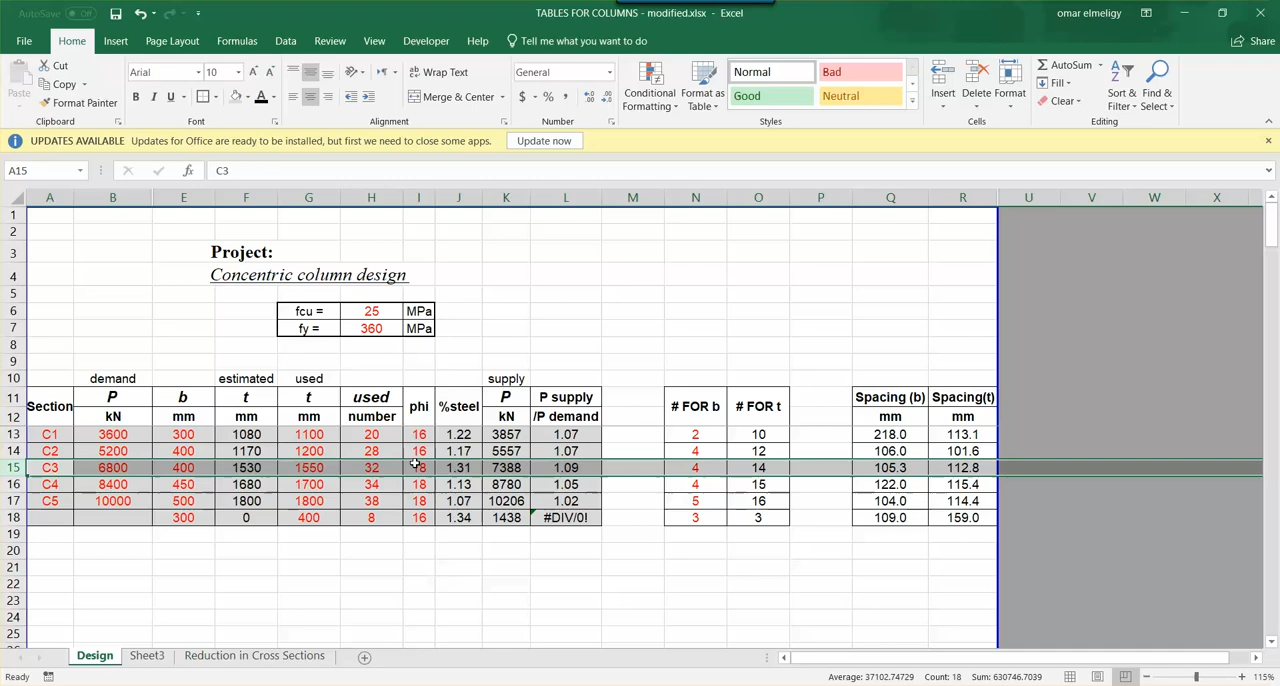 AutoSave Off
TABLES FOR COLUMNS - modified.xlsx - Excel
omar elmeligy
File Home Insert Page Layout Formulas Data Review View Developer Help Tell me what you want to do Share
Paste
Cut
Copy
Format Painter
Clipboard
Arial 10
B I U
Font
Wrap Text
Merge & Center
Alignment
General
$ % ,
Number
Conditional Formatting
Format as Table
Normal Bad
Good Neutral
Styles
Insert Delete Format
Cells
AutoSum
Fill
Clear
Sort & Filter
Find & Select
Editing
UPDATES AVAILABLE Updates for Office are ready to be installed, but first we need to close some apps. Update now
A15 fx C3
A B E F G H I J K L M N O P Q R U V W X
1
2
3 Project:
4 Concentric column design
5
6 fcu = 25 MPa
7 fy = 360 MPa
8
9
10 demand estimated used supply
11 Section P b t t used phi %steel P P supply # FOR b # FOR t Spacing (b) Spacing(t)
12 kN mm mm mm number kN /P demand mm mm
13 C1 3600 300 1080 1100 20 16 1.22 3857 1.07 2 10 218.0 113.1
14 C2 5200 400 1170 1200 28 16 1.17 5557 1.07 4 12 106.0 101.6
15 C3 6800 400 1530 1550 32 18 1.31 7388 1.09 4 14 105.3 112.8
16 C4 8400 450 1680 1700 34 18 1.13 8780 1.05 4 15 122.0 115.4
17 C5 10000 500 1800 1800 38 18 1.07 10206 1.02 5 16 104.0 114.4
18 300 0 400 8 16 1.34 1438 #DIV/0! 3 3 109.0 159.0
19
20
21
22
23
24
25
Design Sheet3 Reduction in Cross Sections
Ready Average: 37102.74729 Count: 18 Sum: 630746.7039 115%